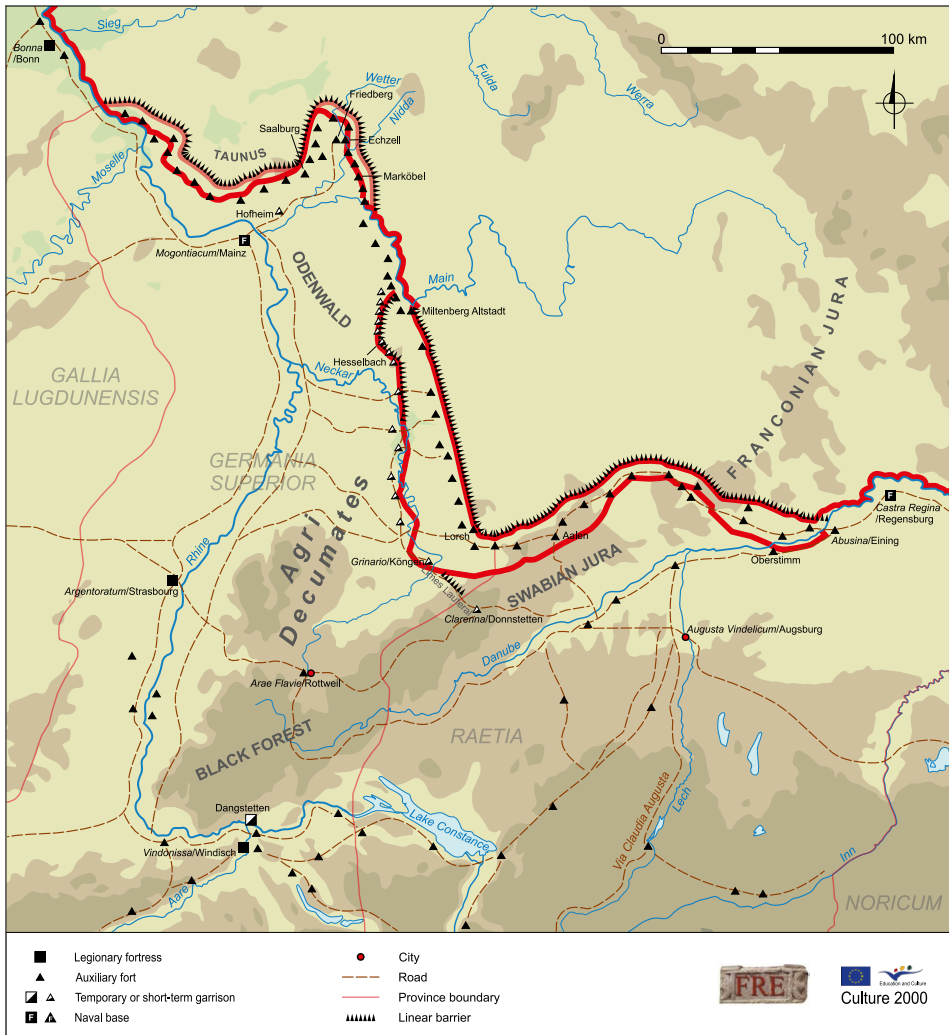 Sieg
Bonna
/Bonn
0
100 km
Wetter
Friedberg
Nidda
Fulda
Werra
Saalburg
Echzell
TAUNUS
Moselle
Marköbel
Hofheim
F
Mogontiacum/Mainz
ODENWALD
Main
Miltenberg Altstadt
FRANCONIAN JURA
Hesselbach
Neckar
GALLIA
LUGDUNENSIS
GERMANIA
SUPERIOR
Agri
Decumates
F
Castra Regina
/Regensburg
Abusina/Eining
Lorch
Aalen
Rhine
Oberstimm
Grinario/Köngen
Limes Lauteral
SWABIAN JURA
Argentoratum/Strasbourg
Clarenna/Donnstetten
Augusta Vindelicum/Augsburg
Danube
Arae Flavie/Rottweil
BLACK FOREST
RAETIA
Via Claudia Augusta
Lech
Dangstetten
Lake Constance
Vindonissa/Windisch
Aare
Inn
NORICUM
Legionary fortress
City
Auxiliary fort
Road
Temporary or short-term garrison
Province boundary
F F Naval base
Linear barrier
FRE
Education and Culture
Culture 2000